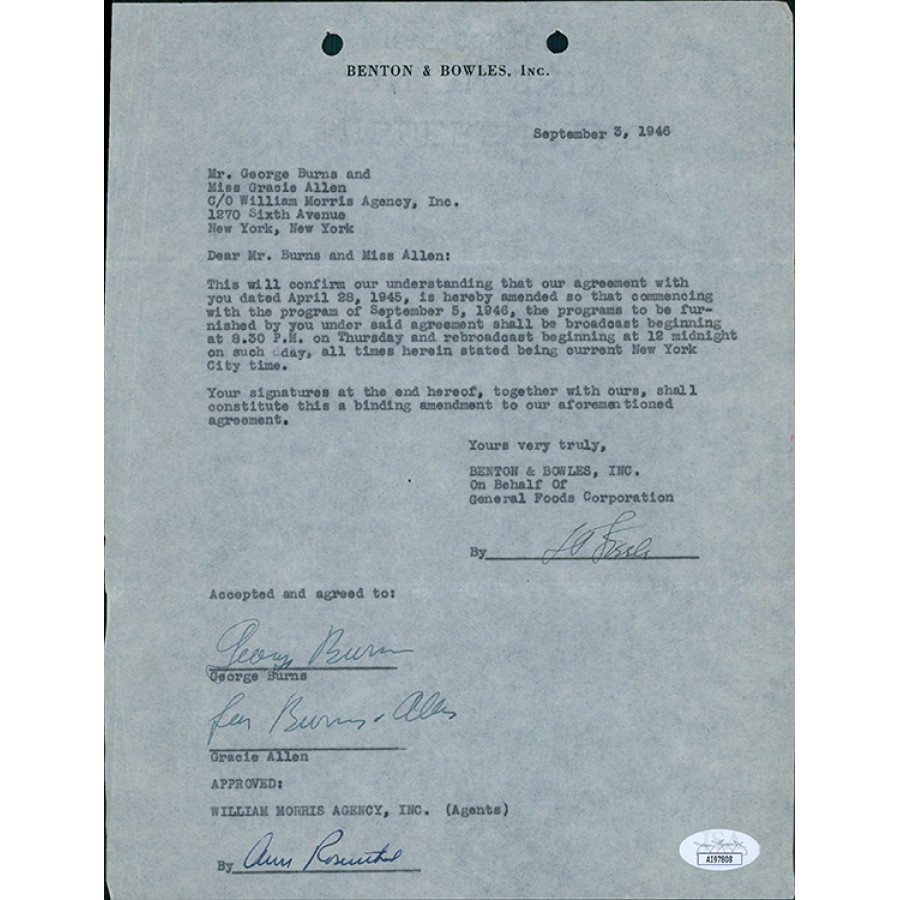 BENTON & BOWLES, INC.
September 3, 1946
Mr. George Burns and
Miss Gracie Allen
C/O William Morris Agency, Inc.
1270 Sixth Avenue
New York, New York
Dear Mr. Burns and Miss Allen:
This will confirm our understanding that our agreement with
you dated April 28, 1945, is hereby amended so that commencing
with the program of September 5, 1946, the programs to be fur-
nished by you under said agreement shall be broadcast beginning
at 8.30 P.M. on Thursday and rebroadcast beginning at 12 midnight
on such day, all times herein stated being current New York
City time.
Your signatures at the end hereof, together with ours, shall
constitute this a binding amendment to our aforementioned
agreement.
Yours very truly,
BENTON & BOWLES, INC.
On Behalf Of
General Foods Corporation
By
Accepted and agreed to:
George Burns
George Burns
for Burns & Allen
Gracie Allen
APPROVED:
WILLIAM MORRIS AGENCY, INC. (Agents)
By Ann Rosenthal
AI97808